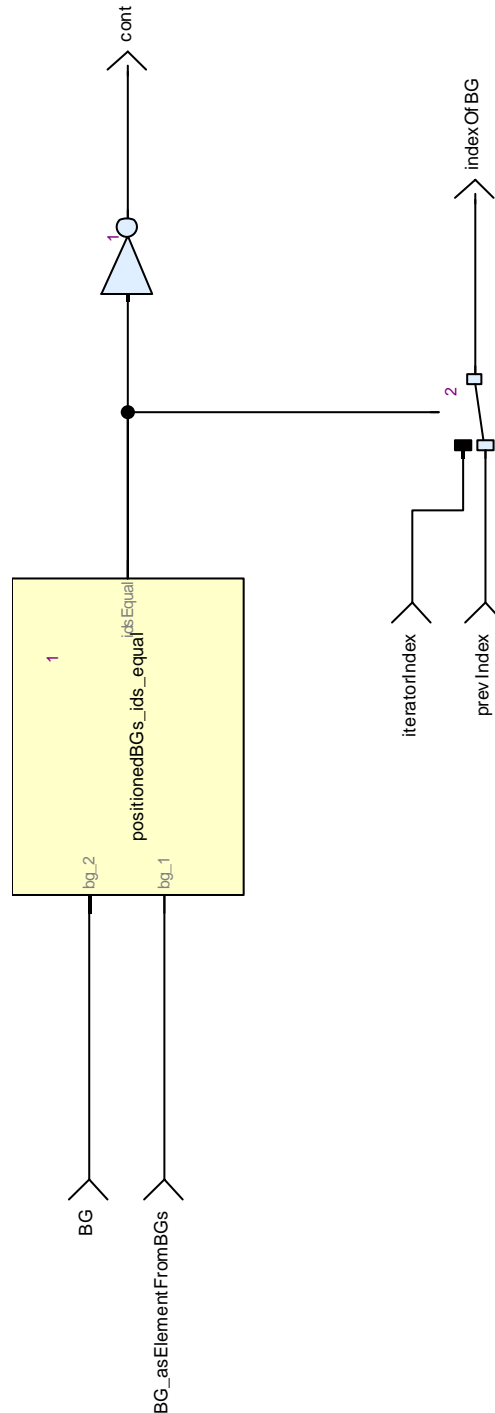 BG
BG_asElementFromBGs
bg_2
bg_1
1
positionedBGs_ids_equal
idsEqual
1
cont
iteratorIndex
prevIndex
2
indexOfBG